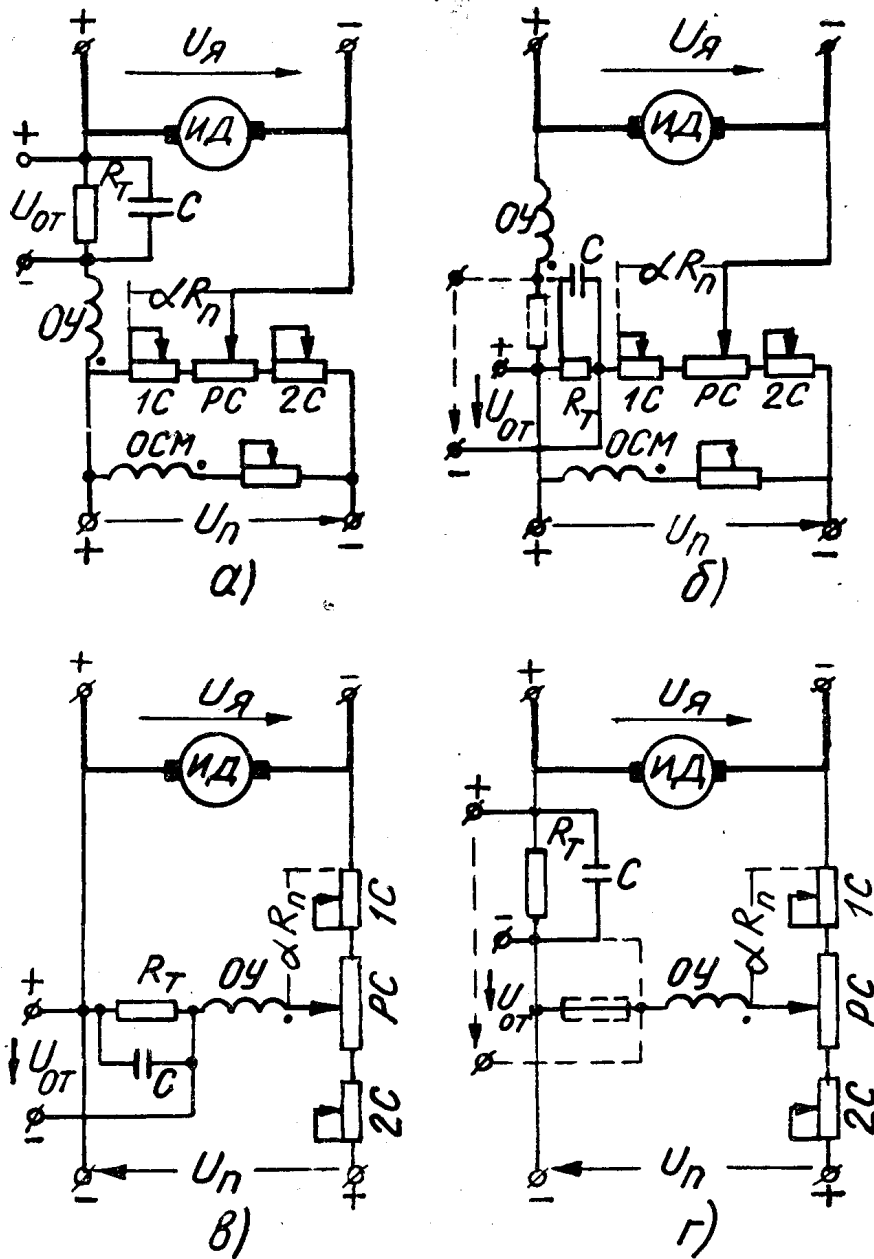 + −
Uя
ИД
+
Rт
C
Uот
−
ОУ
αRп
1С РС 2С
ОСМ
Uп
+ −
а)
+ −
Uя
ИД
ОУ
C
αRп
+
Uот
Rт
1С РС 2С
−
ОСМ
Uп
+ −
б)
+ −
Uя
ИД
αRп
1С
+
Rт
ОУ
РС
Uот
C
−
2С
Uп
− +
в)
+ −
Uя
ИД
+
Rт
C
−
αRп
1С
ОУ
Uот
РС
2С
Uп
− +
г)